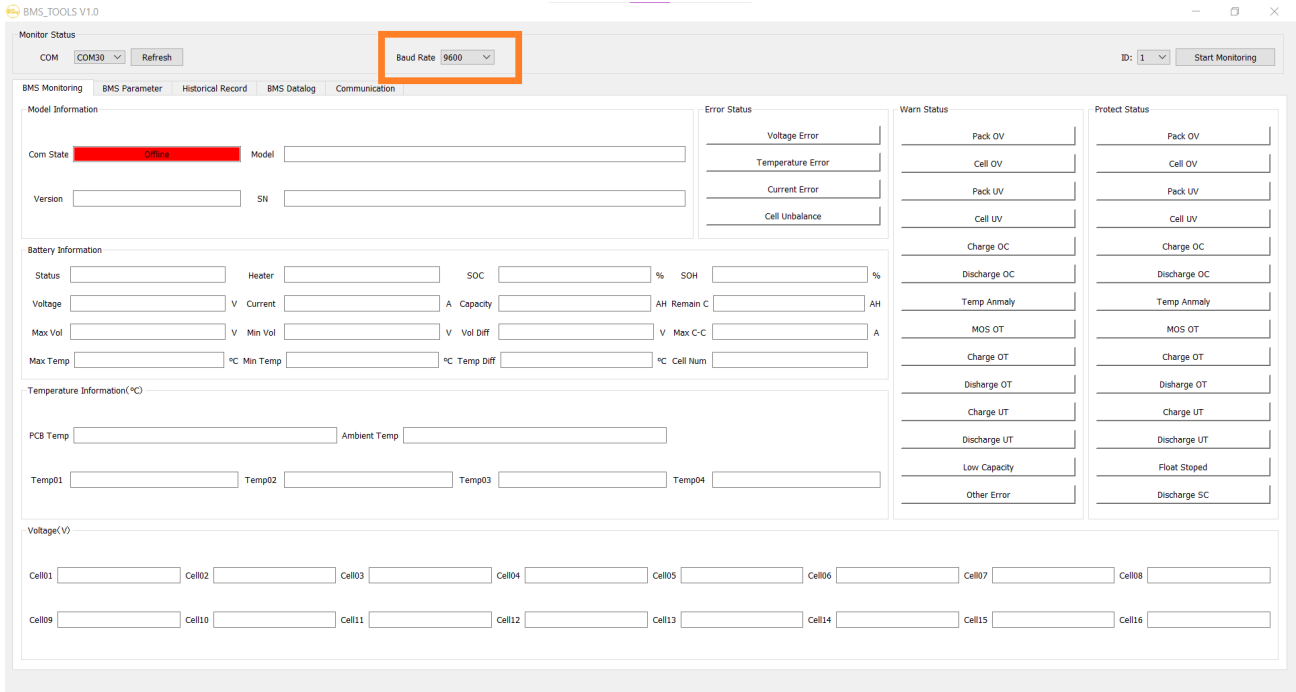 BMS_TOOLS V1.0
Monitor Status
COM COM30 Refresh Baud Rate 9600 ID: 1 Start Monitoring
BMS Monitoring BMS Parameter Historical Record BMS Datalog Communication
Model Information
Com State Offline Model
Version SN
Error Status
Voltage Error
Temperature Error
Current Error
Cell Unbalance
Battery Information
Status Heater SOC % SOH %
Voltage V Current A Capacity AH Remain C AH
Max Vol V Min Vol V Vol Diff V Max C-C A
Max Temp ºC Min Temp ºC Temp Diff ºC Cell Num
Temperature Information(ºC)
PCB Temp Ambient Temp
Temp01 Temp02 Temp03 Temp04
Warn Status
Pack OV
Cell OV
Pack UV
Cell UV
Charge OC
Discharge OC
Temp Anmaly
MOS OT
Charge OT
Disharge OT
Charge UT
Discharge UT
Low Capacity
Other Error
Protect Status
Pack OV
Cell OV
Pack UV
Cell UV
Charge OC
Discharge OC
Temp Anmaly
MOS OT
Charge OT
Disharge OT
Charge UT
Discharge UT
Float Stoped
Discharge SC
Voltage(V)
Cell01 Cell02 Cell03 Cell04 Cell05 Cell06 Cell07 Cell08
Cell09 Cell10 Cell11 Cell12 Cell13 Cell14 Cell15 Cell16